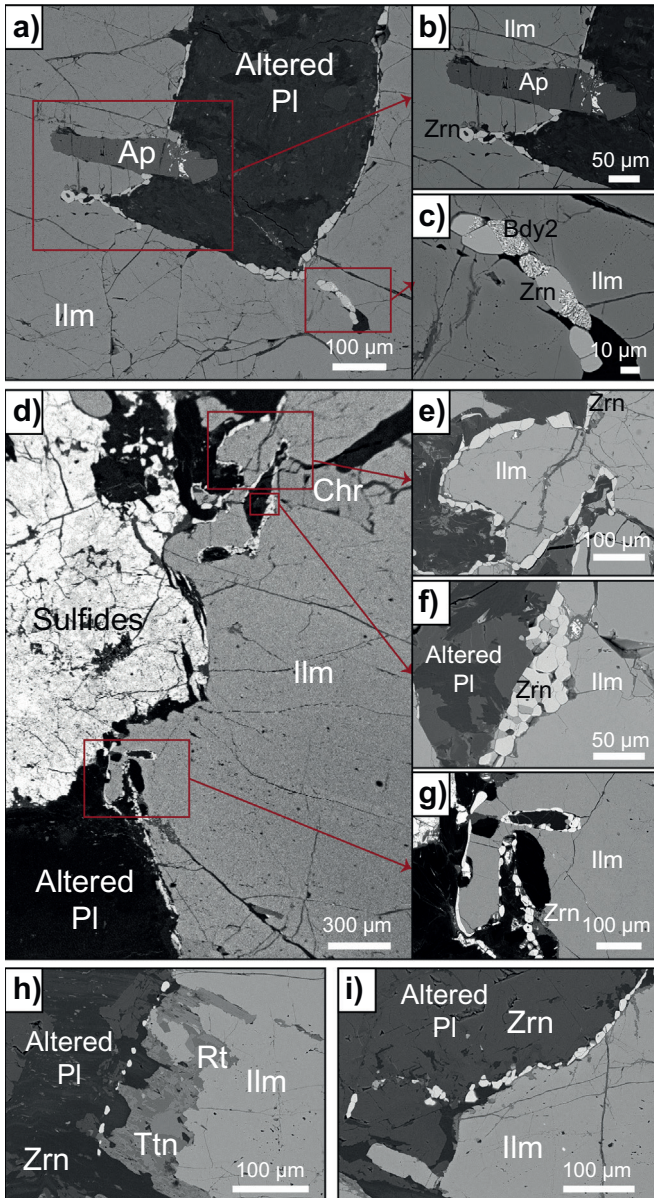 a)
Altered
Pl
Ap
Ilm
100 µm
b)
Ilm
Ap
Zrn
50 µm
c)
Bdy2
Zrn
Ilm
10 µm
d)
Chr
Sulfides
Ilm
Altered
Pl
300 µm
e)
Zrn
Ilm
100 µm
f)
Altered
Pl
Zrn
Ilm
50 µm
g)
Ilm
Zrn
100 µm
h)
Altered
Pl
Rt
Ilm
Ttn
Zrn
100 µm
i)
Altered
Pl
Zrn
Ilm
100 µm